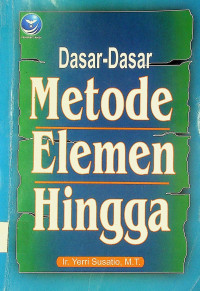 Dasar-Dasar
Metode
Elemen
Hingga
Ir. Yerri Susatio, M.T.